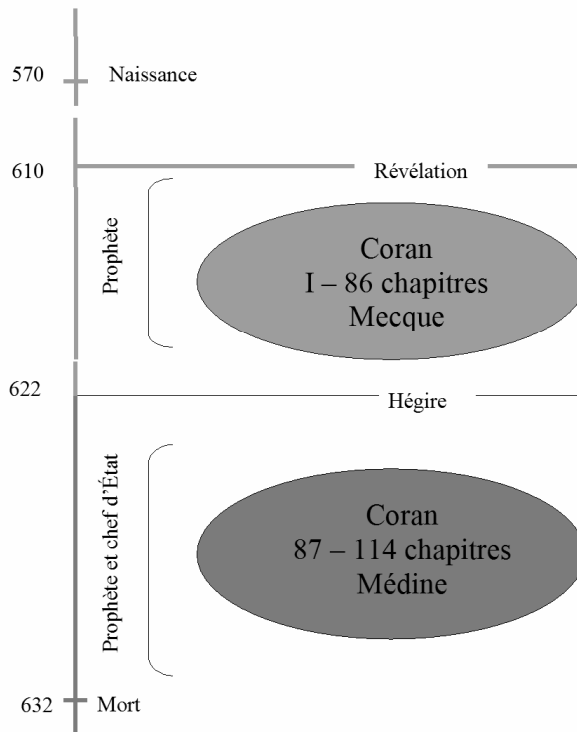 570
Naissance
610
Révélation
Prophète
Coran
I – 86 chapitres
Mecque
622
Hégire
Prophète et chef d’État
Coran
87 – 114 chapitres
Médine
632
Mort